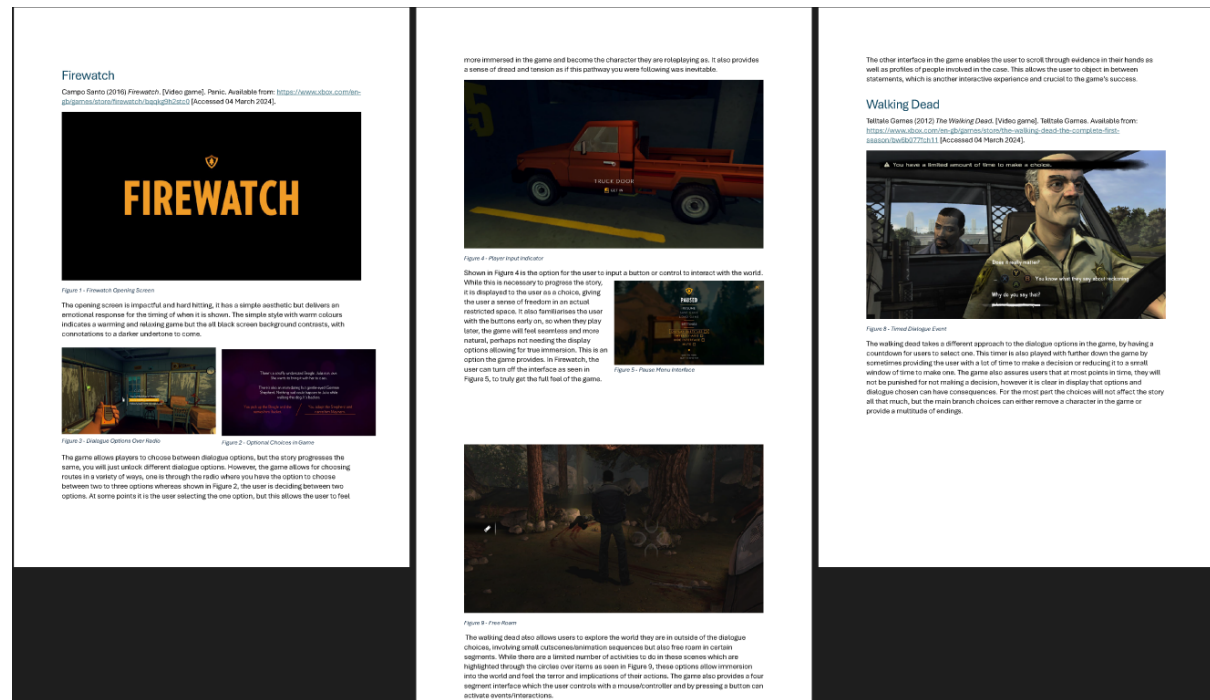 Firewatch
Campo Santo (2016) Firewatch. [Video game]. Panic. Available from: https://www.xbox.com/en-
[Accessed 04 March 2024].
FIREWATCH
Figure 1 - Firewatch Opening Screen
The opening screen is impactful and hard hitting, it has a simple aesthetic but delivers an
emotional response for the timing of when it is shown. The simple style with warm colours
indicates a warming and relaxing game but the all black screen background contrasts, with
connotations to a darker undertone to come.
Figure 3 - Dialogue Options Over Radio
Figure 2 - Optional Choices in-Game
The game allows players to choose between dialogue options, but the story progresses the
same, you will just unlock different dialogue options. However, the game allows for choosing
routes in a variety of ways, one is through the radio where you have the option to choose
between two to three options whereas shown in Figure 2, the user is deciding between two
options. At some points it is the user selecting the one option, but this allows the user to feel
more immersed in the game and become the character they are roleplaying as. It also provides
a sense of dread and tension as if this pathway you were following was inevitable.
TRUCK DOOR
GET IN
Figure 4 - Player Input Indicator
Shown in Figure 4 is the option for the user to input a button or control to interact with the world.
While this is necessary to progress the story,
it is displayed to the user as a choice, giving
the user a sense of freedom in an actual
restricted space. It also familiarises the user
with the buttons early on, so when they play
later, the game will feel seamless and more
natural, perhaps not needing the display
options allowing for true immersion. This is an
option the game provides. In Firewatch, the
user can turn off the interface as seen in
Figure 5, to truly get the full feel of the game.
PAUSED
Figure 5 - Pause Menu Interface
Figure 9 - Free Roam
The walking dead also allows users to explore the world they are in outside of the dialogue
choices, involving small cutscenes/animation sequences but also free roam in certain
segments. While there are a limited number of activities to do in these scenes which are
highlighted through the circles over items as seen in Figure 9, these options allow immersion
into the world and feel the terror and implications of their actions. The game also provides a four
segment interface which the user controls with a mouse/controller and by pressing a button can
activate events/interactions.
The other interface in the game enables the user to scroll through evidence in their hands as
well as profiles of people involved in the case. This allows the user to object in between
statements, which is another interactive experience and crucial to the game's success.
Walking Dead
Telltale Games (2012) The Walking Dead. [Video game]. Telltale Games. Available from:
https://www.xbox.com/en-gb/games/store/the-walking-dead-the-complete-first-
[Accessed 04 March 2024].
You have a limited amount of time to make a choice.
Does it really matter?
You know what they say about reckoning
Why do you say that?
Figure 8 - Timed Dialogue Event
The walking dead takes a different approach to the dialogue options in the game, by having a
countdown for users to select one. This timer is also played with further down the game by
sometimes providing the user with a lot of time to make a decision or reducing it to a small
window of time to make one. The game also assures user that at most points in time, they will
not be punished for not making a decision, however it is clear in display that options and
dialogue chosen can have consequences. For the most part the choices will not affect the story
all that much, but the main branch choices can either remove a character in the game or
provide a multitude of endings.